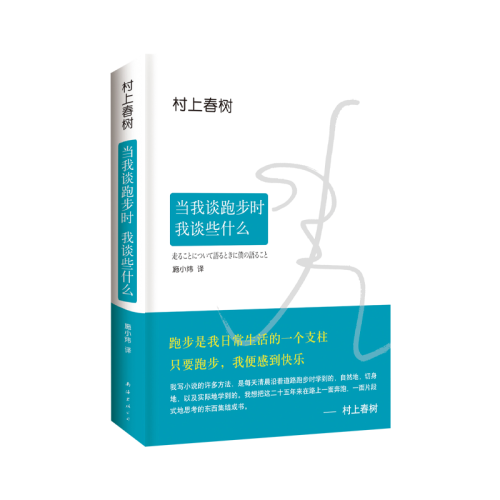 村上春树
当我谈跑步时 我谈些什么
施小炜 译
南海出版公司
村上春树
当我谈跑步时
我谈些什么
走ることについて語るときに僕の語ること
施小炜 译
跑步是我日常生活的一个支柱
只要跑步，我便感到快乐
我写小说的许多方法，是每天清晨沿着道路跑步时学到的，自然地、切身
地，以及实际地学到的。我想把这二十五年来在路上一面奔跑、一面片段
式地思考的东西集结成书。
—— 村上春树